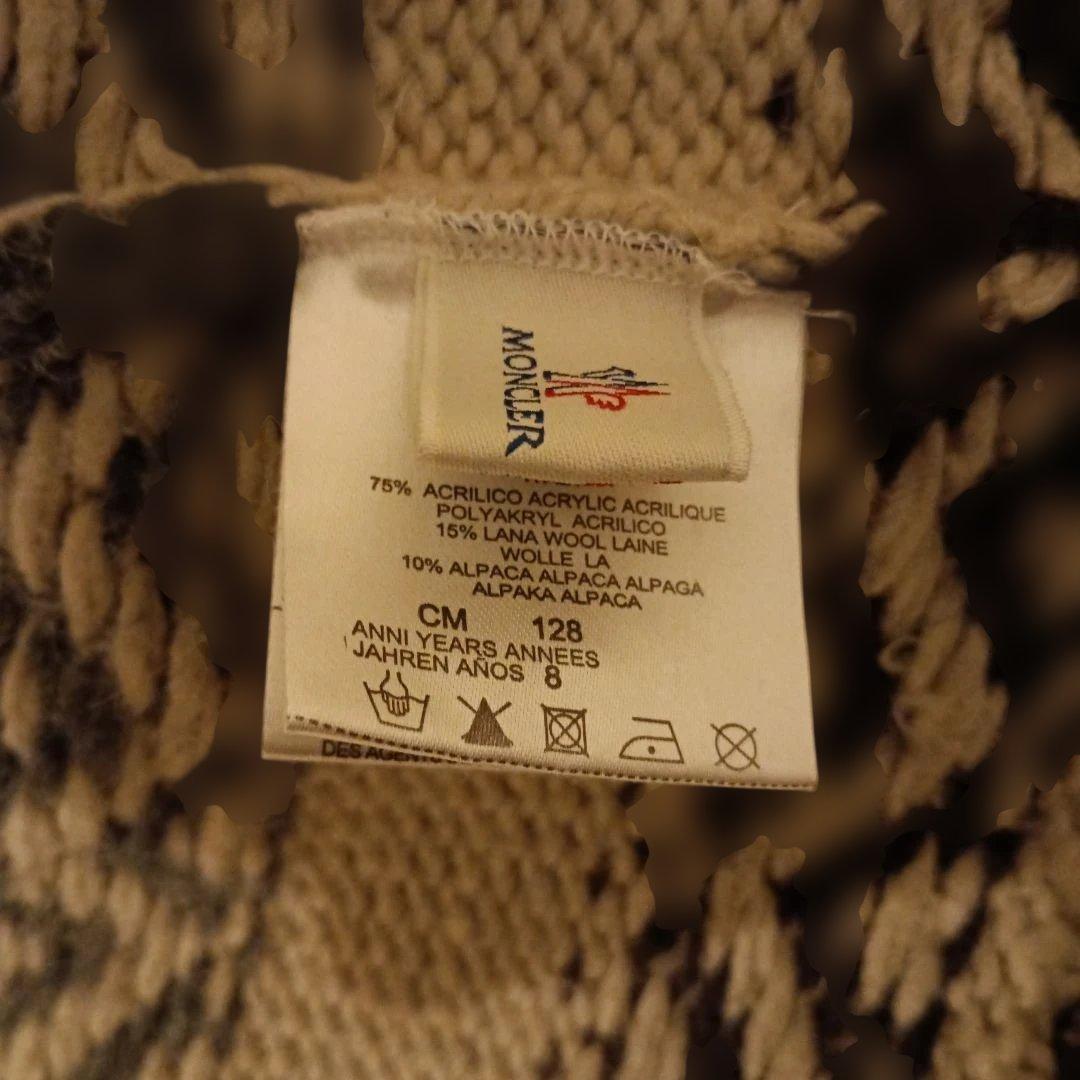 MONCLER
75% ACRILICO ACRYLIC ACRILIQUE
POLYAKRYL ACRILICO
15% LANA WOOL LAINE
WOLLE LA
10% ALPACA ALPACA ALPAGA
ALPAKA ALPACA
CM 128
ANNI YEARS ANNEES
JAHREN AÑOS 8
DES